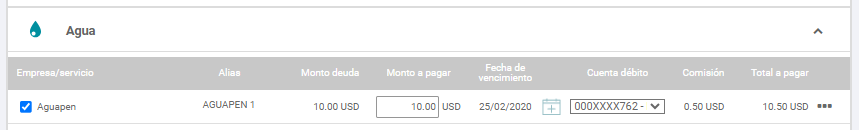 Agua
Empresa/servicio Alias Monto deuda Monto a pagar Fecha de vencimiento Cuenta débito Comisión Total a pagar
Aguapen AGUAPEN 1 10.00 USD 10.00 USD 25/02/2020 000XXXX762 - 0.50 USD 10.50 USD